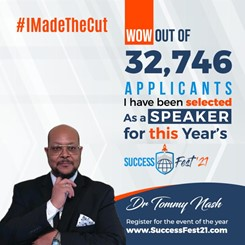 #IMadeTheCut
WOW OUT OF
32,746
APPLICANTS
I have been selected
As a SPEAKER
for this Year's
SUCCESS Fest '21
Dr Tommy Nash
Register for the event of the year
www.SuccessFest21.com